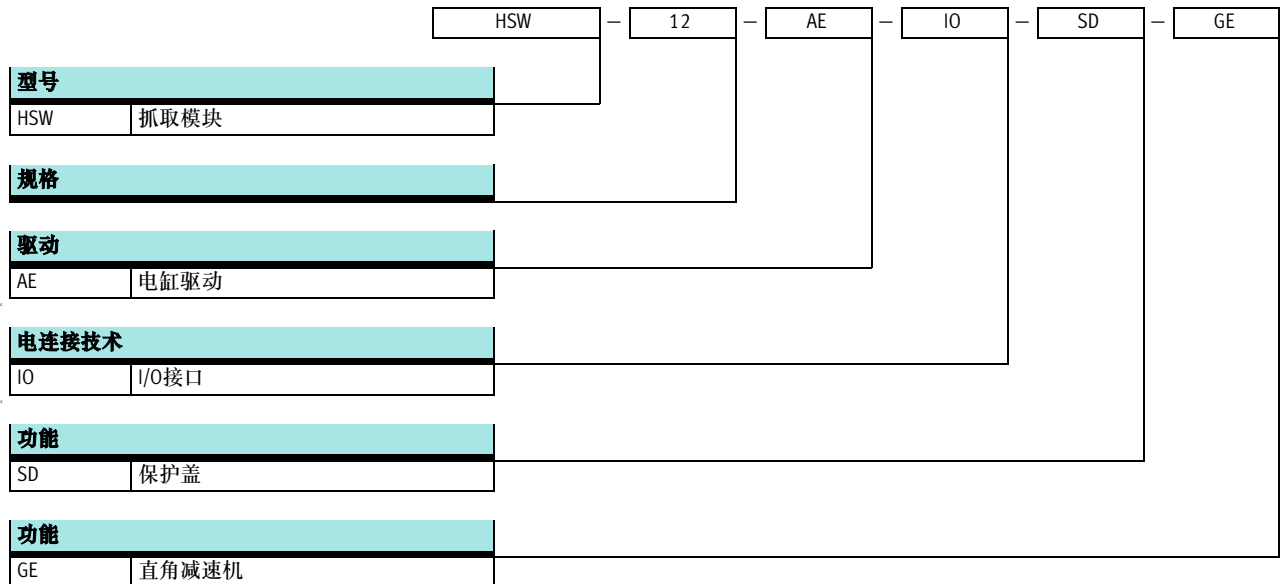 HSW – 12 – AE – IO – SD – GE
型号
HSW 抓取模块
规格
驱动
AE 电缸驱动
电连接技术
IO I/O接口
功能
SD 保护盖
功能
GE 直角减速机